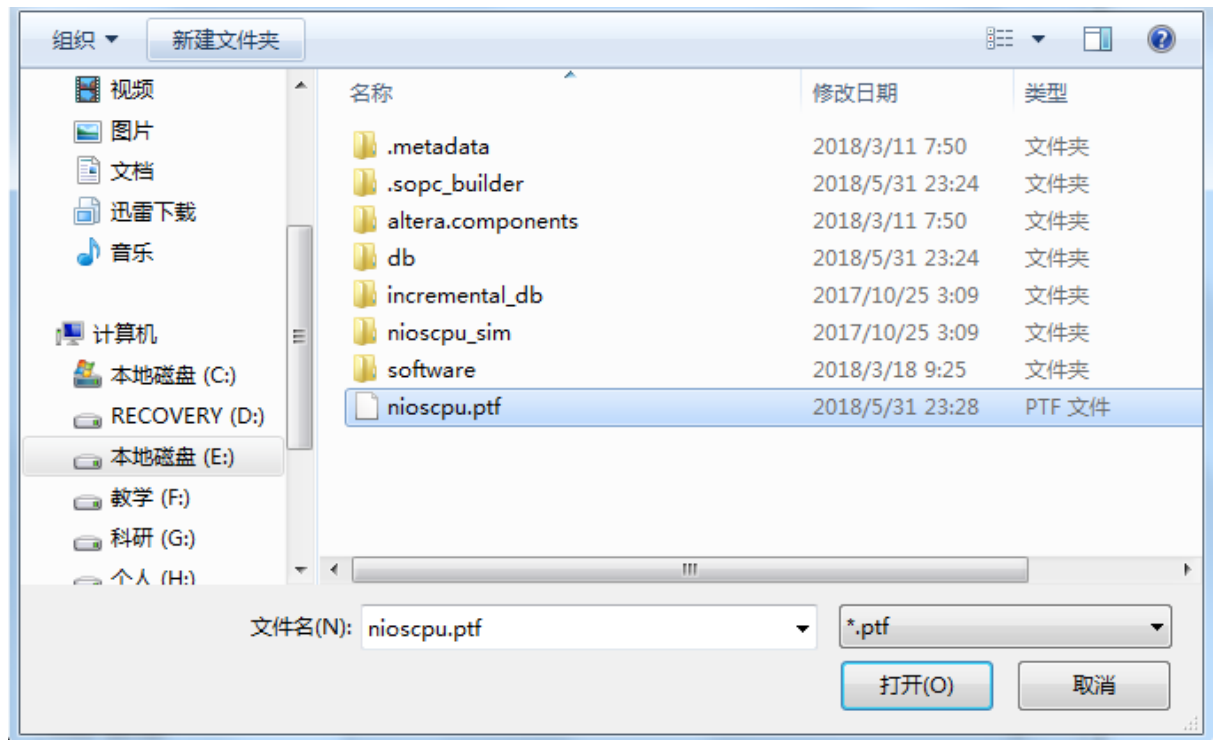 组织 新建文件夹
视频
图片
文档
迅雷下载
音乐
计算机
本地磁盘 (C:)
RECOVERY (D:)
本地磁盘 (E:)
教学 (F:)
科研 (G:)
个人 (H:)
名称 修改日期 类型
.metadata 2018/3/11 7:50 文件夹
.sopc_builder 2018/5/31 23:24 文件夹
altera.components 2018/3/11 7:50 文件夹
db 2018/5/31 23:24 文件夹
incremental_db 2017/10/25 3:09 文件夹
nioscpu_sim 2017/10/25 3:09 文件夹
software 2018/3/18 9:25 文件夹
nioscpu.ptf 2018/5/31 23:28 PTF 文件
文件名(N): nioscpu.ptf *.ptf
打开(O) 取消